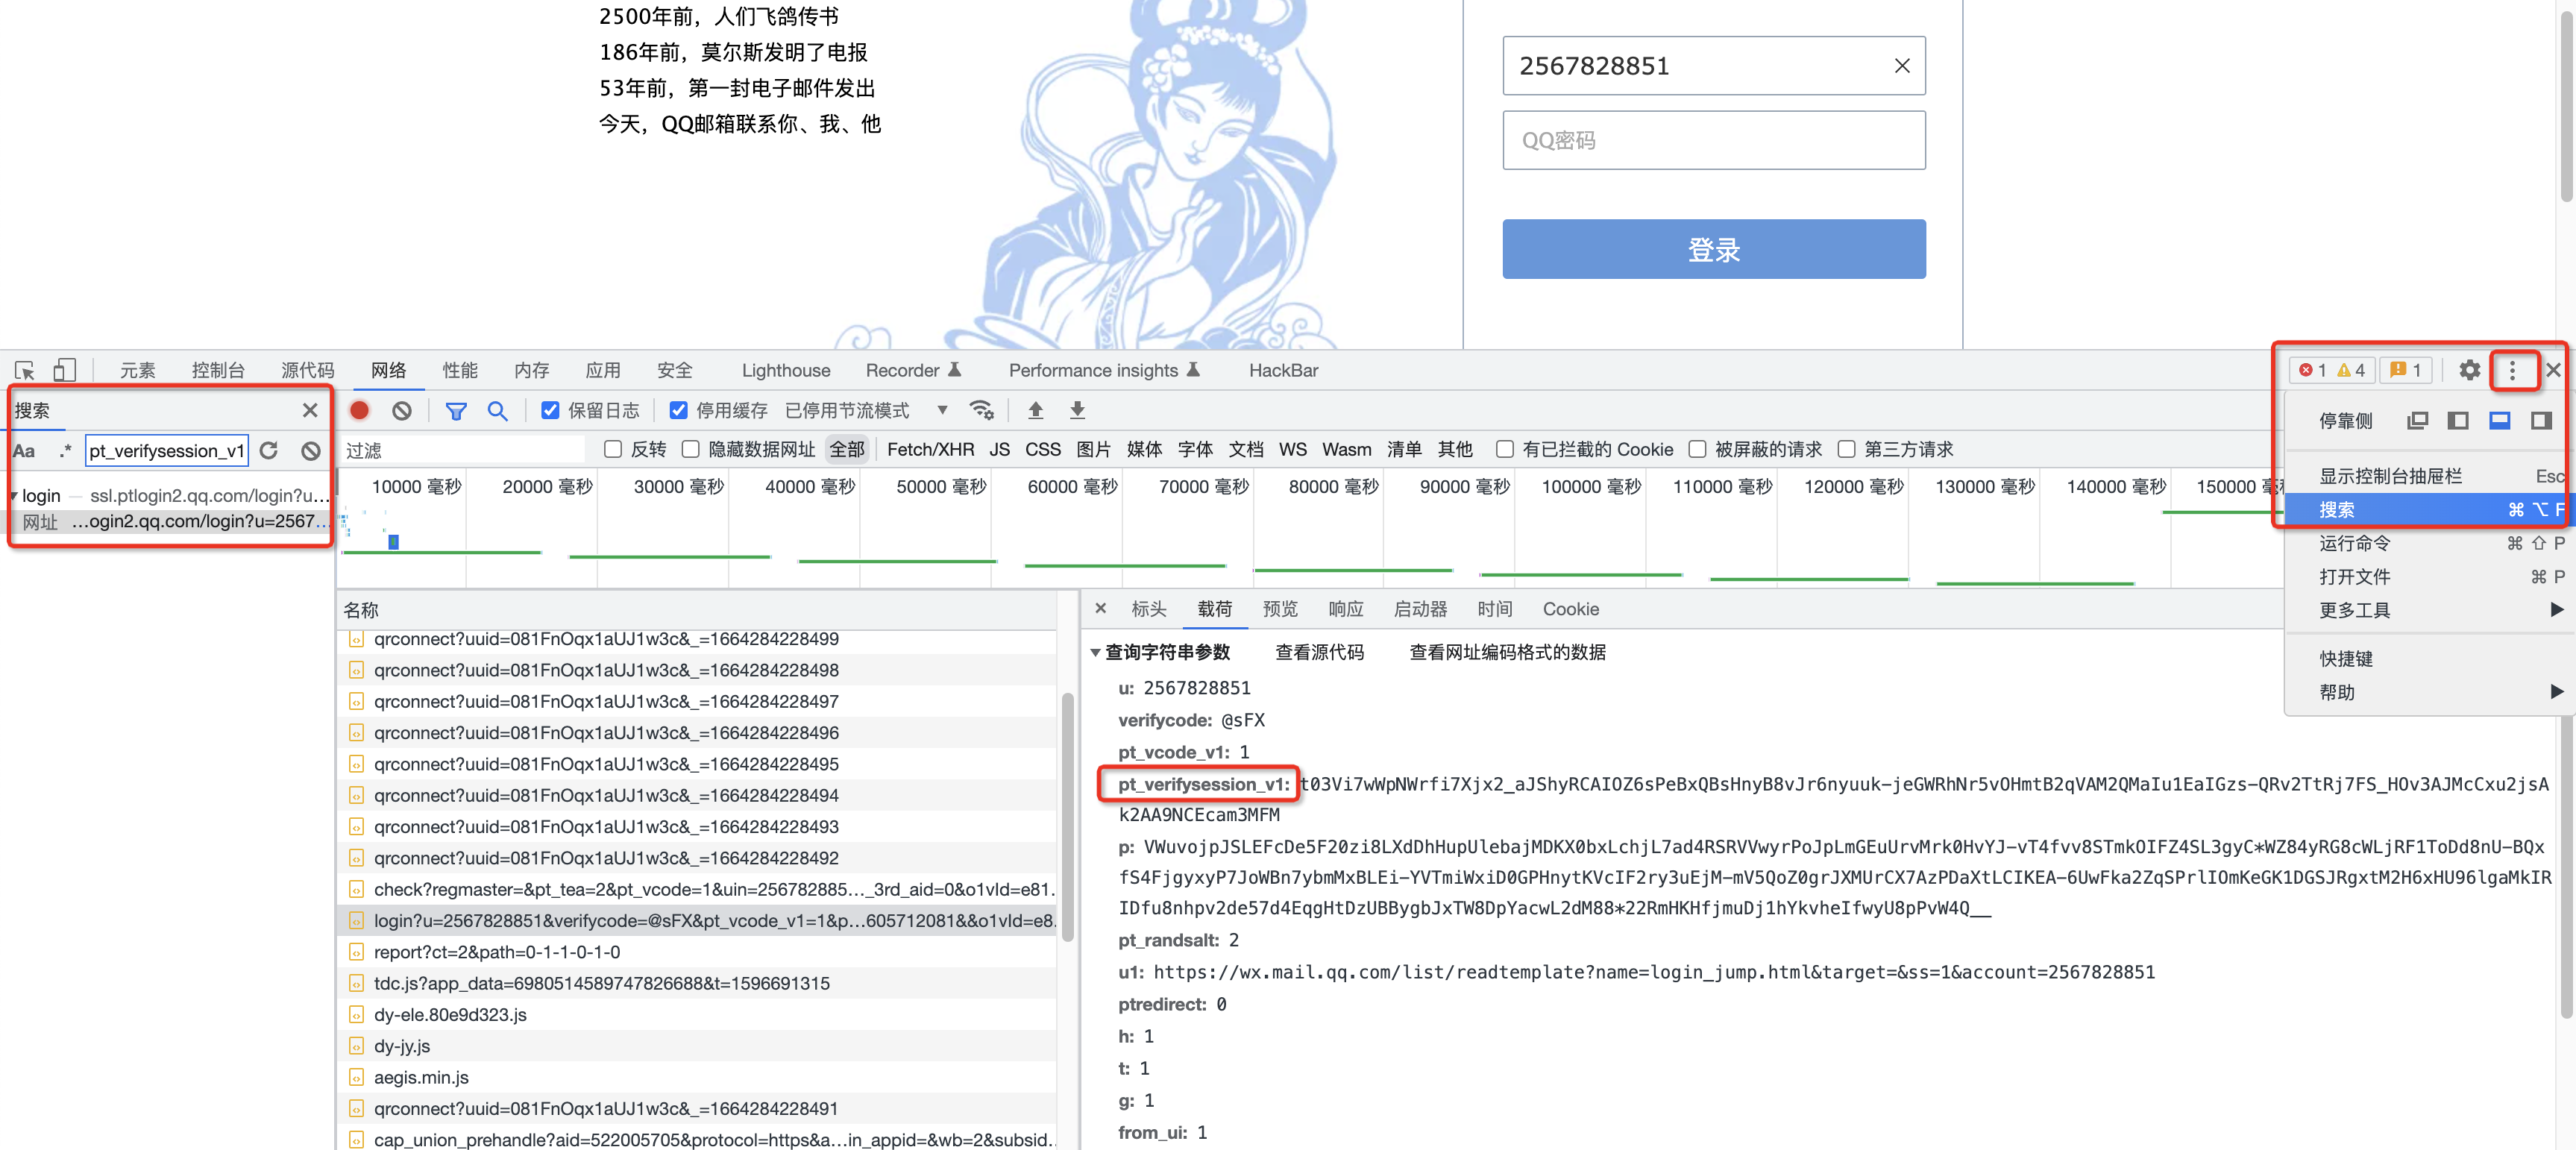 2500年前，人们飞鸽传书
186年前，莫尔斯发明了电报
53年前，第一封电子邮件发出
今天，QQ邮箱联系你、我、他
2567828851
QQ密码
登录
元素 控制台 源代码 网络 性能 内存 应用 安全 Lighthouse Recorder Performance insights HackBar
1 4 1
搜索
保留日志 停用缓存 已停用节流模式
停靠侧
Aa .* pt_verifysession_v1
过滤 反转 隐藏数据网址 全部 Fetch/XHR JS CSS 图片 媒体 字体 文档 WS Wasm 清单 其他 有已拦截的 Cookie 被屏蔽的请求 第三方请求
显示控制台抽屉栏 Esc
搜索 ⌘ ⌥ F
运行命令 ⌘ ⇧ P
打开文件 ⌘ P
更多工具
快捷键
帮助
login — ssl.ptlogin2.qq.com/login?u...
网址 ...ogin2.qq.com/login?u=2567...
10000 毫秒 20000 毫秒 30000 毫秒 40000 毫秒 50000 毫秒 60000 毫秒 70000 毫秒 80000 毫秒 90000 毫秒 100000 毫秒 110000 毫秒 120000 毫秒 130000 毫秒 140000 毫秒 150000
名称
qrconnect?uuid=081FnOqx1aUJ1w3c&_=1664284228499
qrconnect?uuid=081FnOqx1aUJ1w3c&_=1664284228498
qrconnect?uuid=081FnOqx1aUJ1w3c&_=1664284228497
qrconnect?uuid=081FnOqx1aUJ1w3c&_=1664284228496
qrconnect?uuid=081FnOqx1aUJ1w3c&_=1664284228495
qrconnect?uuid=081FnOqx1aUJ1w3c&_=1664284228494
qrconnect?uuid=081FnOqx1aUJ1w3c&_=1664284228493
qrconnect?uuid=081FnOqx1aUJ1w3c&_=1664284228492
check?regmaster=&pt_tea=2&pt_vcode=1&uin=256782885..._3rd_aid=0&o1vId=e81.
login?u=2567828851&verifycode=@sFX&pt_vcode_v1=1&p...605712081&&o1vId=e8.
report?ct=2&path=0-1-1-0-1-0
tdc.js?app_data=6980514589747826688&t=1596691315
dy-ele.80e9d323.js
dy-jy.js
aegis.min.js
qrconnect?uuid=081FnOqx1aUJ1w3c&_=1664284228491
cap_union_prehandle?aid=522005705&protocol=https&a...in_appid=&wb=2&subsid..
标头 载荷 预览 响应 启动器 时间 Cookie
查询字符串参数 查看源代码 查看网址编码格式的数据
u: 2567828851
verifycode: @sFX
pt_vcode_v1: 1
pt_verifysession_v1: t03Vi7wWpNWrfi7Xjx2_aJShyRCAIOZ6sPeBxQBsHnyB8vJr6nyuuk-jeGWRhNr5vOHmtB2qVAM2QMaIu1EaIGzs-QRv2TtRj7FS_HOv3AJMcCxu2jsA
k2AA9NCEcam3MFM
p: VWuvojpJSLEFcDe5F20zi8LXdDhHupUlebajMDKX0bxLchjL7ad4RSRVVwyrPoJpLmGEuUrvMrk0HvYJ-vT4fvv8STmkOIFZ4SL3gyC*WZ84yRG8cWLjRF1ToDd8nU-BQx
fS4FjgyxyP7JoWBn7ybmMxBLEi-YVTmiWxiD0GPHnytKVcIF2ry3uEjM-mV5QoZ0grJXMUrCX7AzPDaXtLCIKEA-6UwFka2ZqSPrlIOmKeGK1DGSJRgxtM2H6xHU96lgaMkIR
IDfu8nhpv2de57d4EqgHtDzUBBygbJxTW8DpYacwL2dM88*22RmHKHfjmuDj1hYkvheIfwyU8pPvW4Q__
pt_randsalt: 2
u1: https://wx.mail.qq.com/list/readtemplate?name=login_jump.html&target=&ss=1&account=2567828851
ptredirect: 0
h: 1
t: 1
g: 1
from_ui: 1